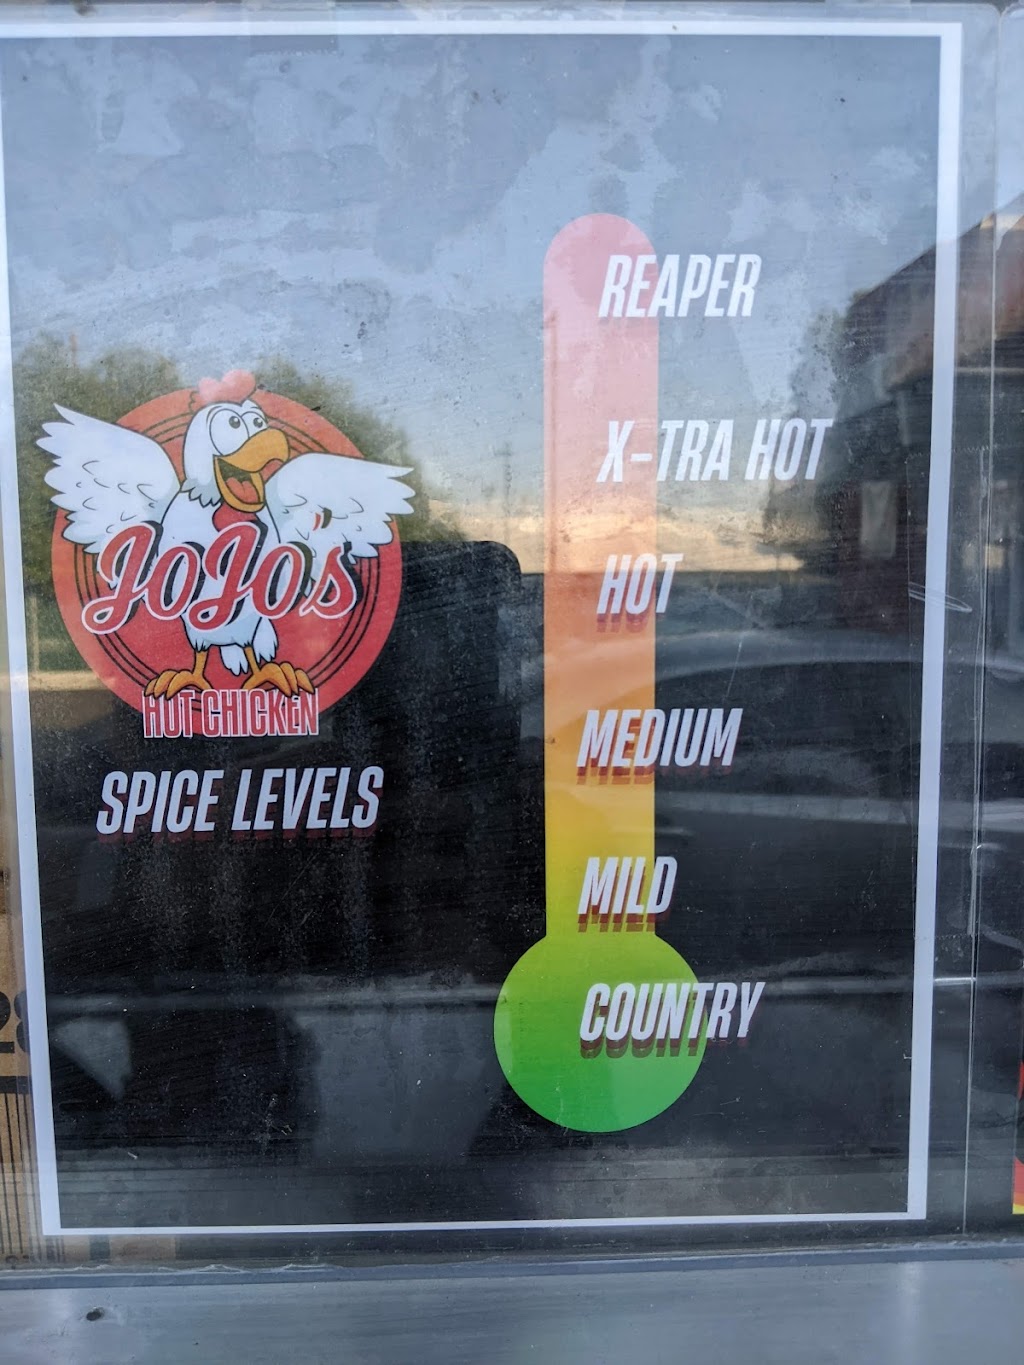 JoJo's
HOT CHICKEN
SPICE LEVELS
REAPER
X-TRA HOT
HOT
MEDIUM
MILD
COUNTRY